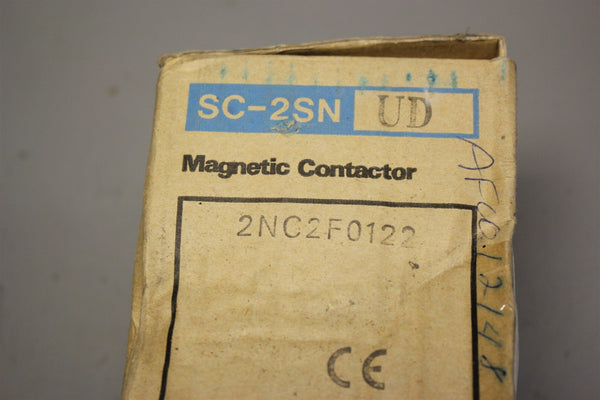 SC-2SN UD
Magnetic Contactor
2NC2F0122
CE